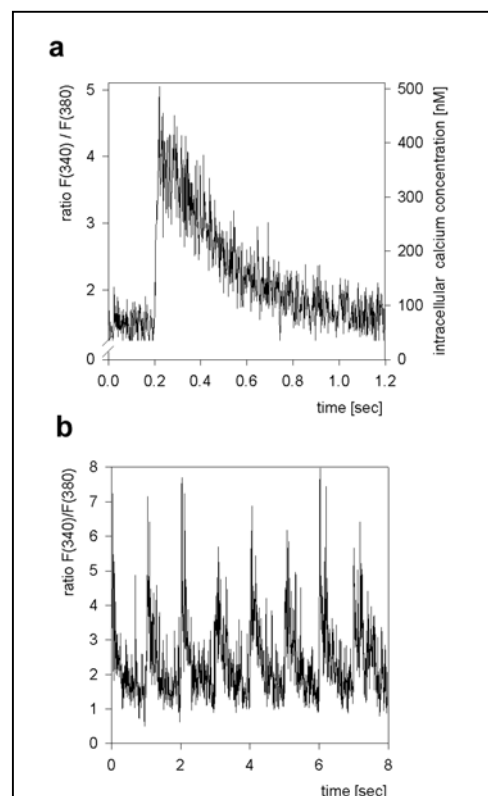 a
ratio F(340) / F(380)
5
4
3
2
0
500
400
300
200
100
0
intracellular calcium concentration [nM]
0.0 0.2 0.4 0.6 0.8 1.0 1.2
time [sec]
b
ratio F(340)/F(380)
8
7
6
5
4
3
2
1
0
0 2 4 6 8
time [sec]